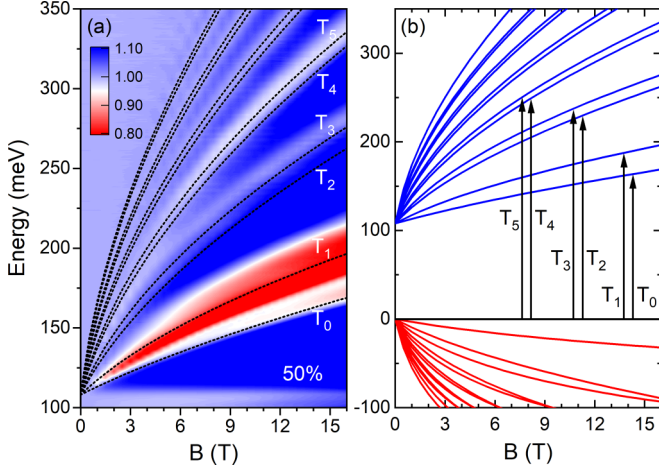 (a)
(b)
350
300
250
200
150
100
Energy (meV)
1.10
1.00
0.90
0.80
T5
T4
T3
T2
T1
T0
50%
0 3 6 9 12 15
B (T)
300
200
100
0
-100
T5 T4
T3 T2
T1 T0
0 3 6 9 12 15
B (T)